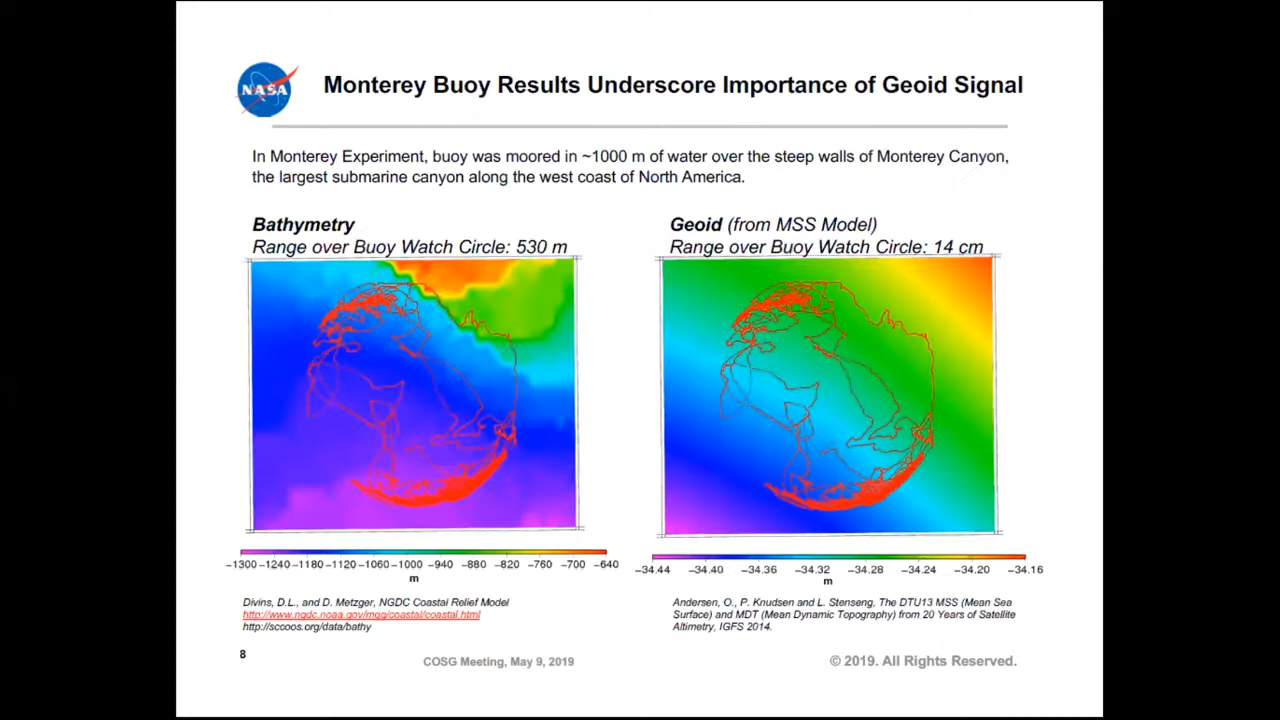 NASA
Monterey Buoy Results Underscore Importance of Geoid Signal
In Monterey Experiment, buoy was moored in ~1000 m of water over the steep walls of Monterey Canyon,
the largest submarine canyon along the west coast of North America.
Bathymetry
Range over Buoy Watch Circle: 530 m
−1300 −1240 −1180 −1120 −1060 −1000 −940 −880 −820 −760 −700 −640
m
Divins, D.L., and D. Metzger, NGDC Coastal Relief Model
http://www.ngdc.noaa.gov/mgg/coastal/coastal.html
http://sccoos.org/data/bathy
Geoid (from MSS Model)
Range over Buoy Watch Circle: 14 cm
−34.44 −34.40 −34.36 −34.32 −34.28 −34.24 −34.20 −34.16
m
Andersen, O., P. Knudsen and L. Stenseng, The DTU13 MSS (Mean Sea
Surface) and MDT (Mean Dynamic Topography) from 20 Years of Satellite
Altimetry, IGFS 2014.
8
COSG Meeting, May 9, 2019
© 2019. All Rights Reserved.